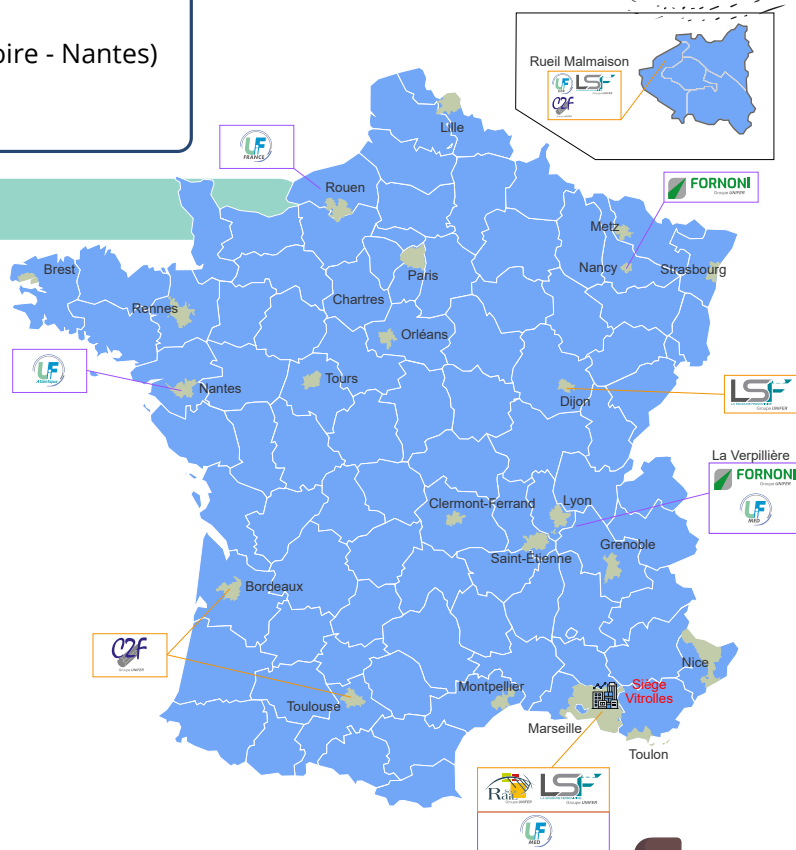 oire - Nantes)
Rueil Malmaison
UF
LSF
C2F
Lille
UF
FRANCE
Rouen
FORNONI
Groupe UNIFER
Metz
Brest
Paris
Nancy
Strasbourg
Chartres
Rennes
Orléans
UF
Atlantique
Nantes
Tours
Dijon
LSF
Groupe UNIFER
La Verpillière
FORNONI
Groupe UNIFER
UF
MED
Clermont-Ferrand
Lyon
Saint-Étienne
Grenoble
Bordeaux
C2F
Groupe UNIFER
Nice
Montpellier
Siège
Vitrolles
Toulouse
Marseille
Toulon
Rail
Groupe UNIFER
LSF
Groupe UNIFER
UF
MED